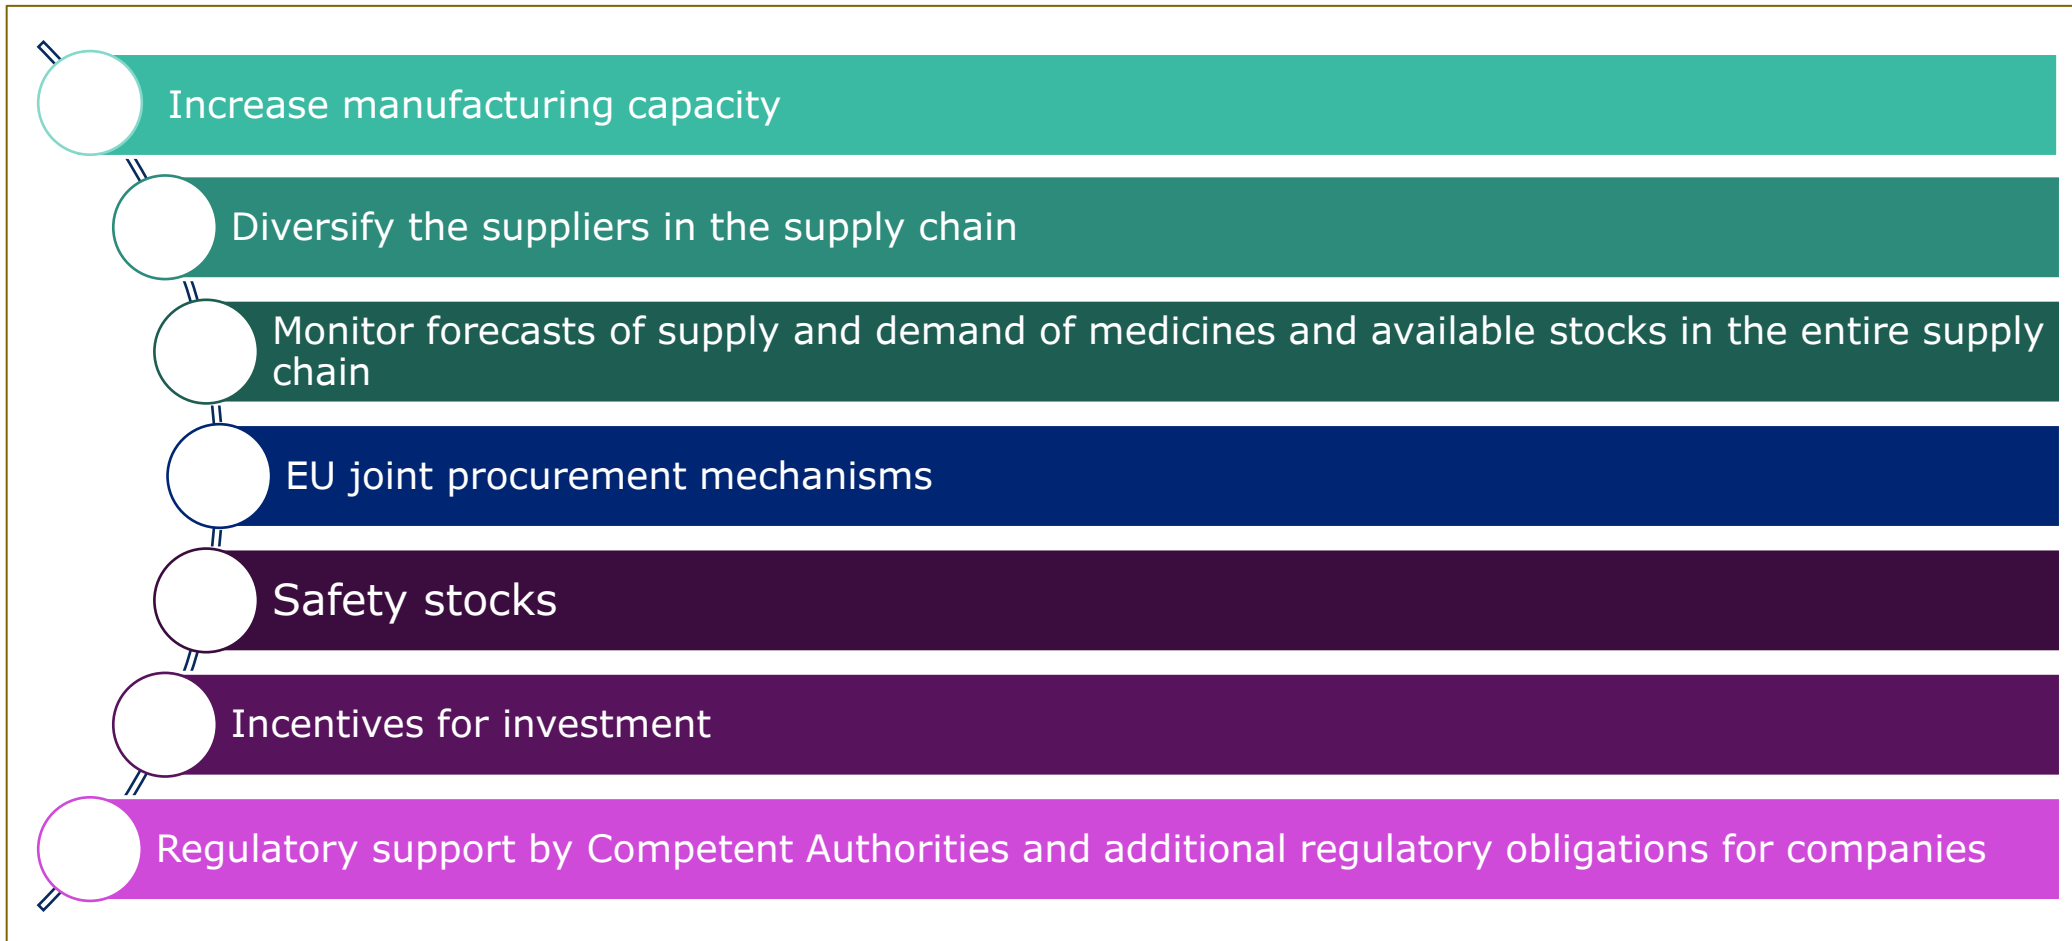 Increase manufacturing capacity
Diversify the suppliers in the supply chain
Monitor forecasts of supply and demand of medicines and available stocks in the entire supply
chain
EU joint procurement mechanisms
Safety stocks
Incentives for investment
Regulatory support by Competent Authorities and additional regulatory obligations for companies